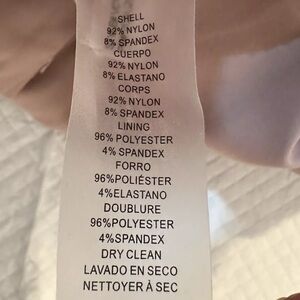 SHELL
92% NYLON
8% SPANDEX
CUERPO
92% NYLON
8% ELASTANO
CORPS
92% NYLON
8% SPANDEX
LINING
96% POLYESTER
4% SPANDEX
FORRO
96% POLIÉSTER
4% ELASTANO
DOUBLURE
96% POLYESTER
4% SPANDEX
DRY CLEAN
LAVADO EN SECO
NETTOYER À SEC